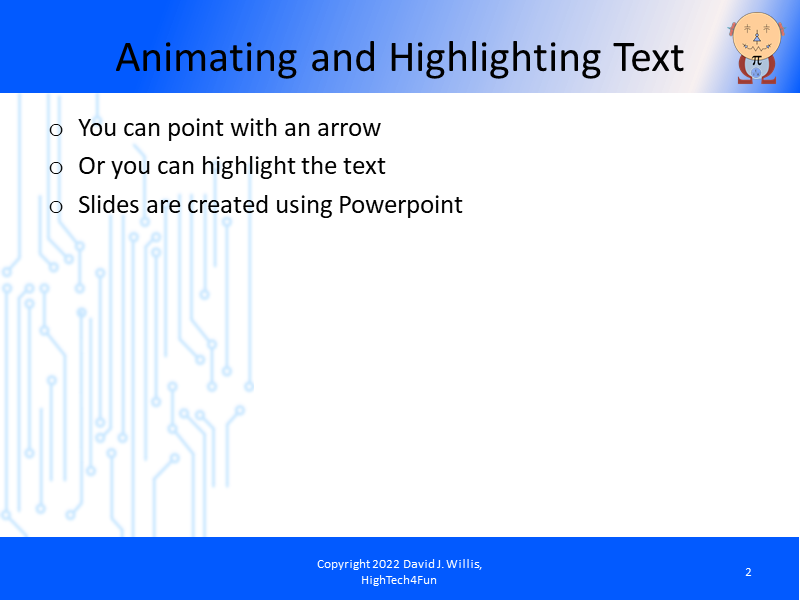 Animating and Highlighting Text
π
o You can point with an arrow
o Or you can highlight the text
o Slides are created using Powerpoint
Copyright 2022 David J. Willis,
HighTech4Fun
2